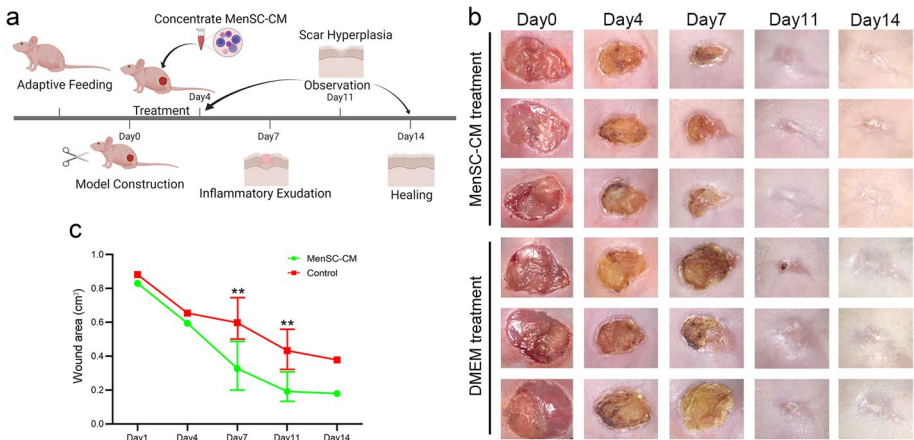 a
Concentrate MenSC-CM
Scar Hyperplasia
Adaptive Feeding
Day4
Observation
Treatment
Day11
Day0
Day7
Day14
Model Construction
Inflammatory Exudation
Healing
b
Day0 Day4 Day7 Day11 Day14
MenSC-CM treatment
DMEM treatment
c
MenSC-CM
Control
Wound area (cm²)
1.0
0.8
0.6
0.4
0.2
0.0
**
**
Day1 Day4 Day7 Day11 Day14